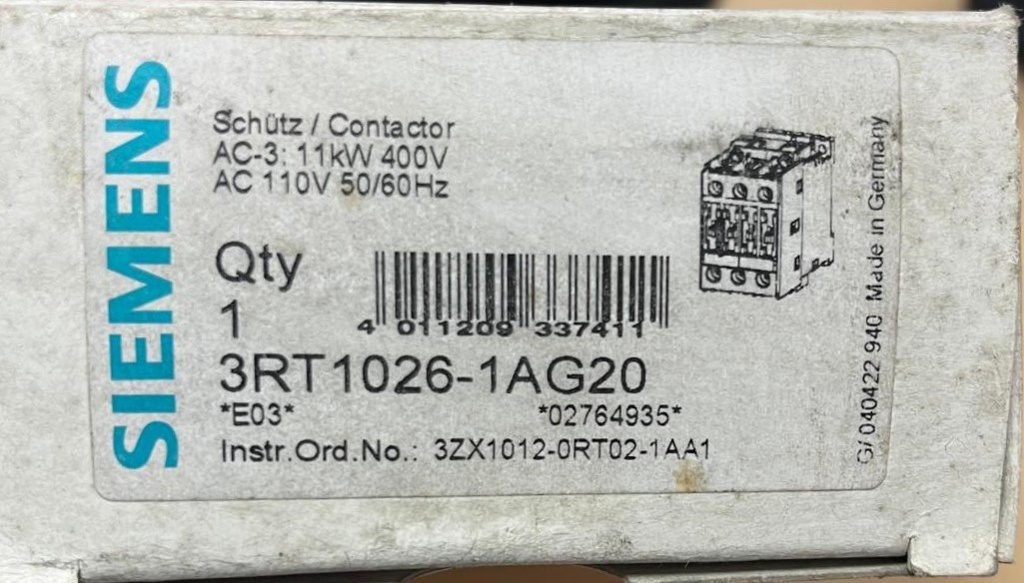 SIEMENS
Schütz / Contactor
AC-3: 11kW 400V
AC 110V 50/60Hz
Qty
1
4 011209 337411
3RT1026-1AG20
*E03* *02764935*
Instr.Ord.No.: 3ZX1012-0RT02-1AA1
G/040422 940 Made in Germany